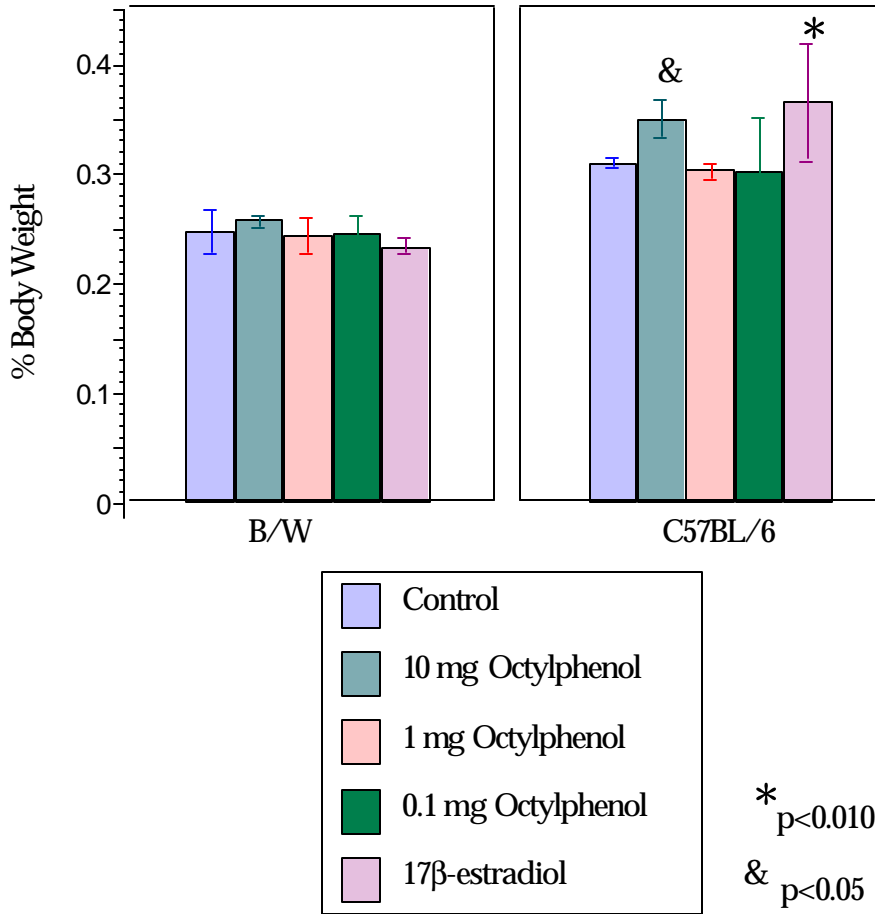 % Body Weight
0.4
0.3
0.2
0.1
0
&
*
B/W
C57BL/6
Control
10 mg Octylphenol
1 mg Octylphenol
0.1 mg Octylphenol
17β-estradiol
* p<0.010
& p<0.05